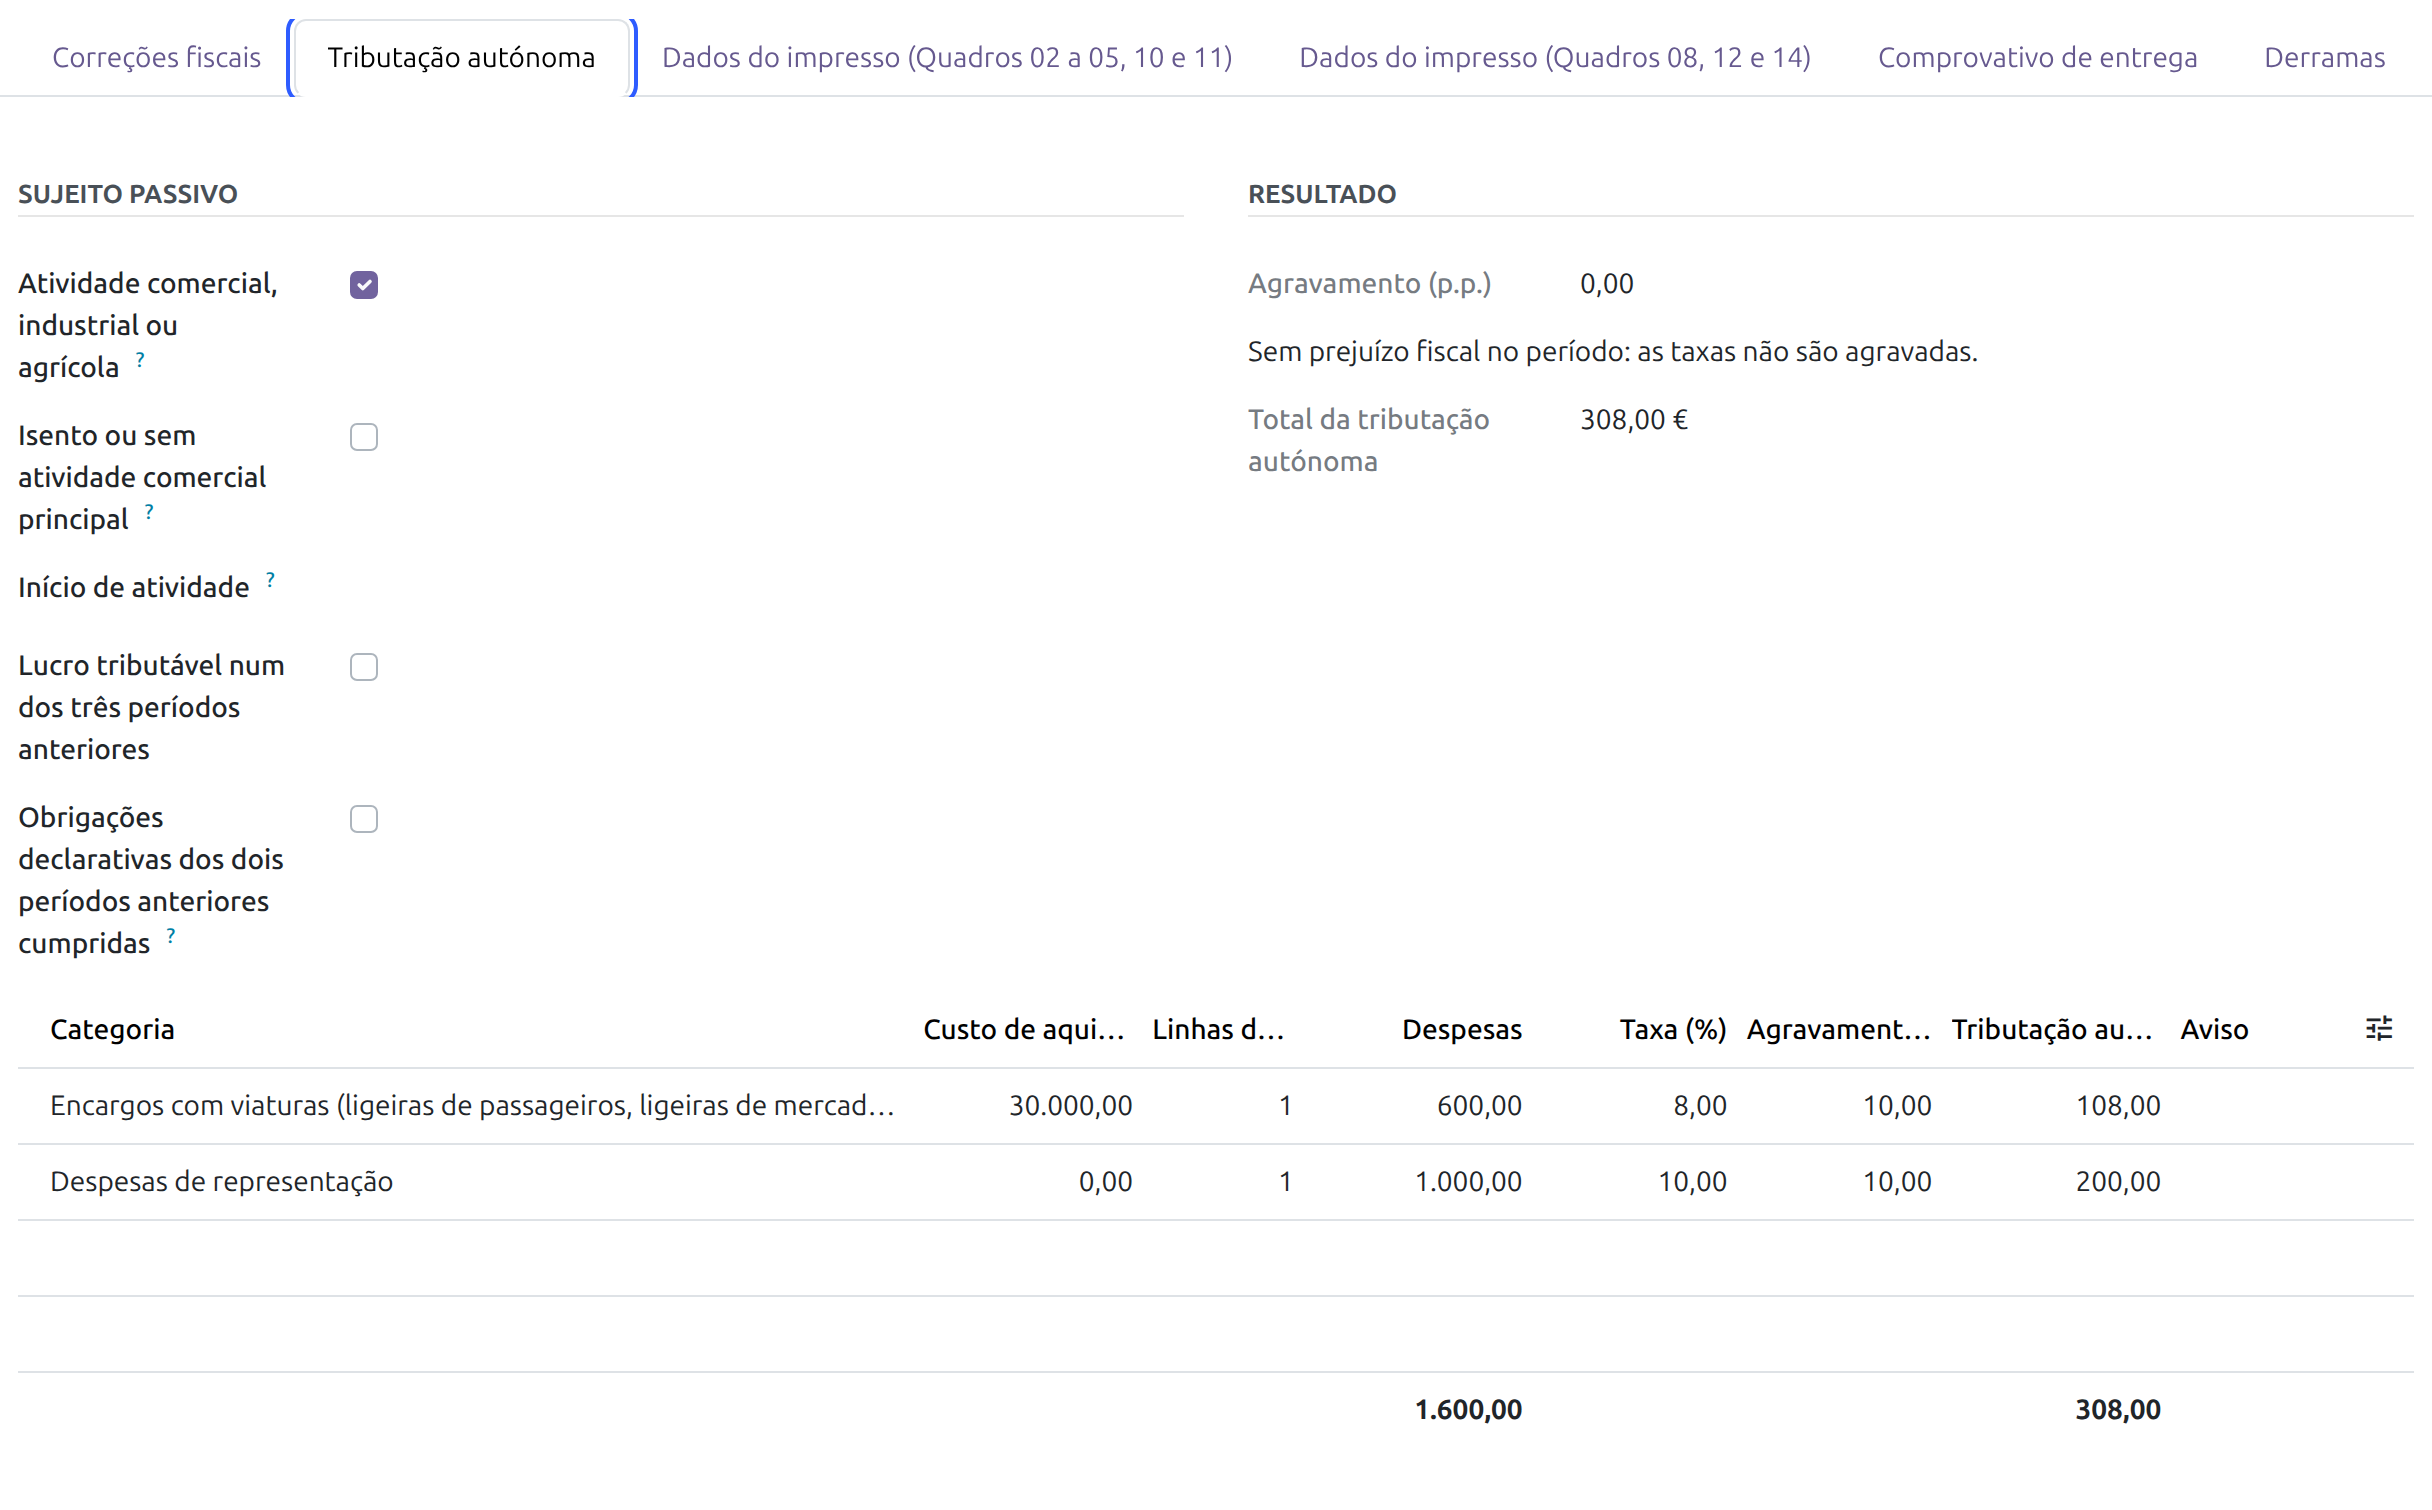 Correções fiscais Tributação autónoma Dados do impresso (Quadros 02 a 05, 10 e 11) Dados do impresso (Quadros 08, 12 e 14) Comprovativo de entrega Derramas
SUJEITO PASSIVO
Atividade comercial,
industrial ou
agrícola ?
Isento ou sem
atividade comercial
principal ?
Início de atividade ?
Lucro tributável num
dos três períodos
anteriores
Obrigações
declarativas dos dois
períodos anteriores
cumpridas ?
RESULTADO
Agravamento (p.p.) 0,00
Sem prejuízo fiscal no período: as taxas não são agravadas.
Total da tributação 308,00 €
autónoma
Categoria Custo de aqui... Linhas d... Despesas Taxa (%) Agravament... Tributação au... Aviso
Encargos com viaturas (ligeiras de passageiros, ligeiras de mercad... 30.000,00 1 600,00 8,00 10,00 108,00
Despesas de representação 0,00 1 1.000,00 10,00 10,00 200,00
1.600,00 308,00